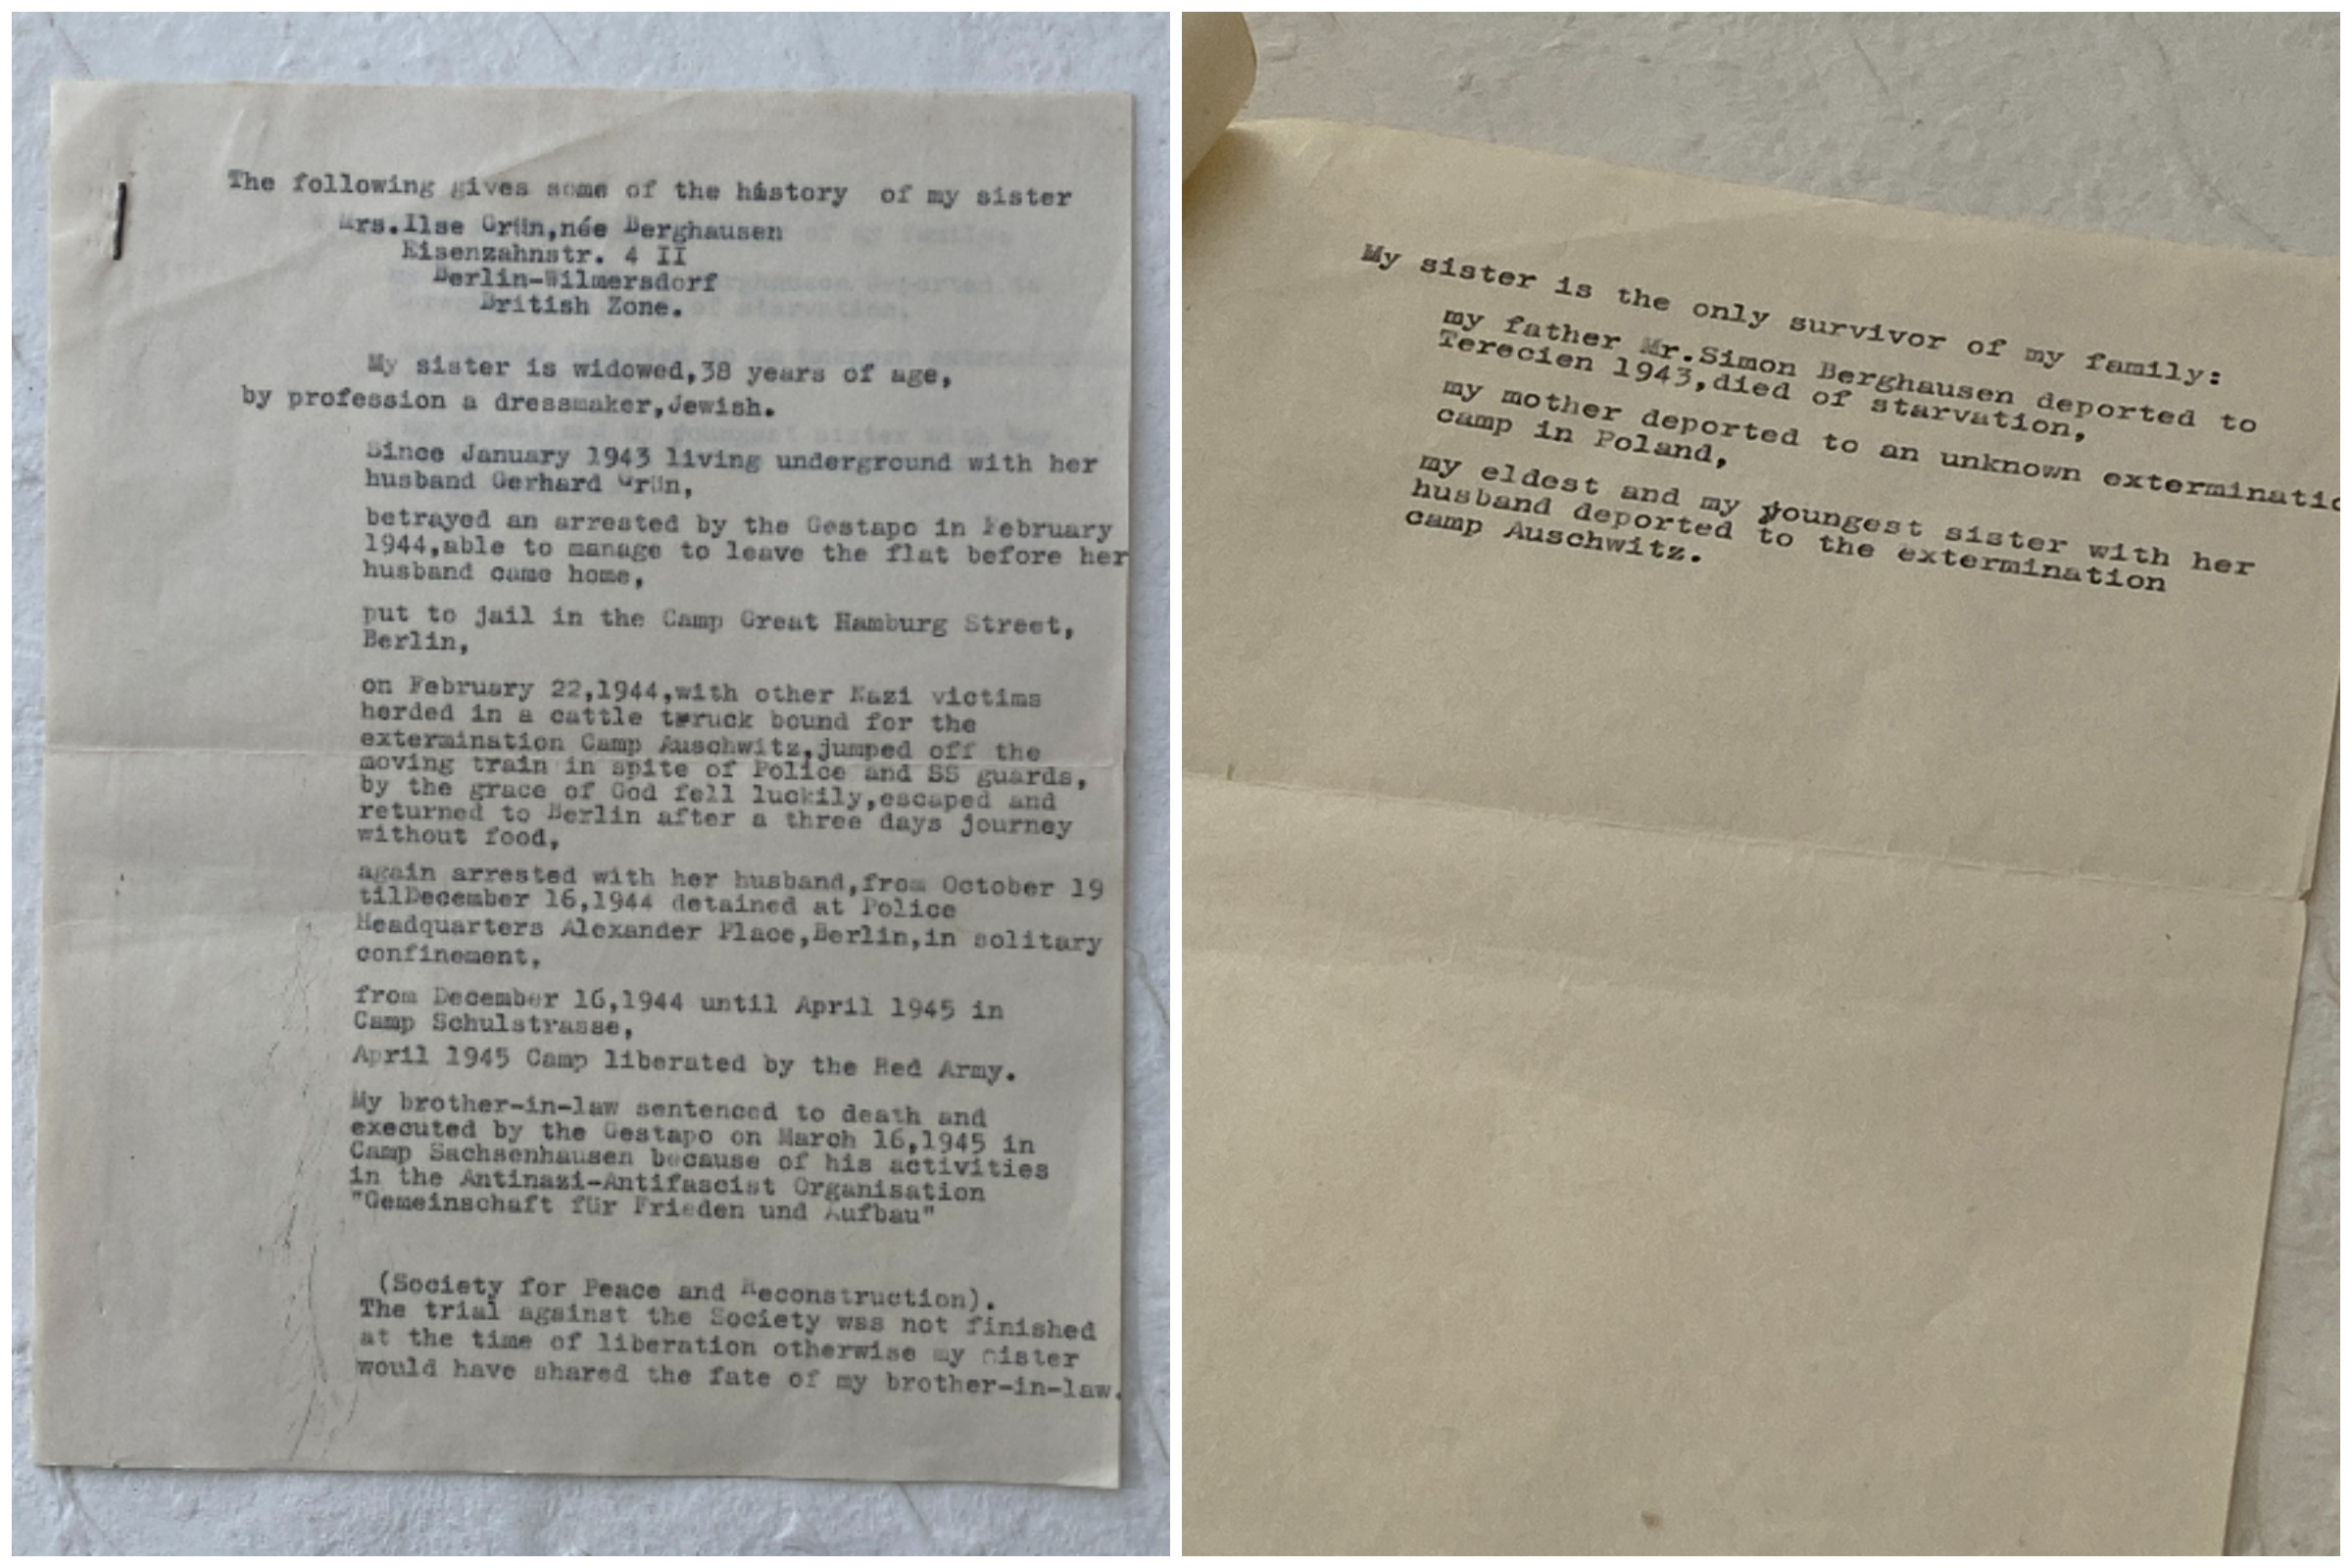 The following gives some of the history of my sister
Mrs.Ilse Grün,née Berghausen
Eisenzahnstr. 4 II
Berlin-Wilmersdorf
British Zone.
My sister is widowed,38 years of age,
by profession a dressmaker,Jewish.
Since January 1943 living underground with her
husband Gerhard Grün,
betrayed an arrested by the Gestapo in February
1944,able to manage to leave the flat before her
husband came home,
put to jail in the Camp Great Hamburg Street,
Berlin,
on February 22,1944,with other Nazi victims
herded in a cattle truck bound for the
extermination Camp Auschwitz,jumped off the
moving train in spite of Police and SS guards,
by the grace of God fell luckily,escaped and
returned to Berlin after a three days journey
without food,
again arrested with her husband,from October 19
tilDecember 16,1944 detained at Police
Headquarters Alexander Place,Berlin,in solitary
confinement,
from December 16,1944 until April 1945 in
Camp Schulstrasse,
April 1945 Camp liberated by the Red Army.
My brother-in-law sentenced to death and
executed by the Gestapo on March 16,1945 in
Camp Sachsenhausen because of his activities
in the Antinazi-Antifascist Organisation
"Gemeinschaft für Frieden und Aufbau"
(Society for Peace and Reconstruction).
The trial against the Society was not finished
at the time of liberation otherwise my sister
would have shared the fate of my brother-in-law.
My sister is the only survivor of my family:
my father Mr.Simon Berghausen deported to
Terecien 1943,died of starvation,
my mother deported to an unknown exterminatio
camp in Poland,
my eldest and my youngest sister with her
husband deported to the extermination
camp Auschwitz.